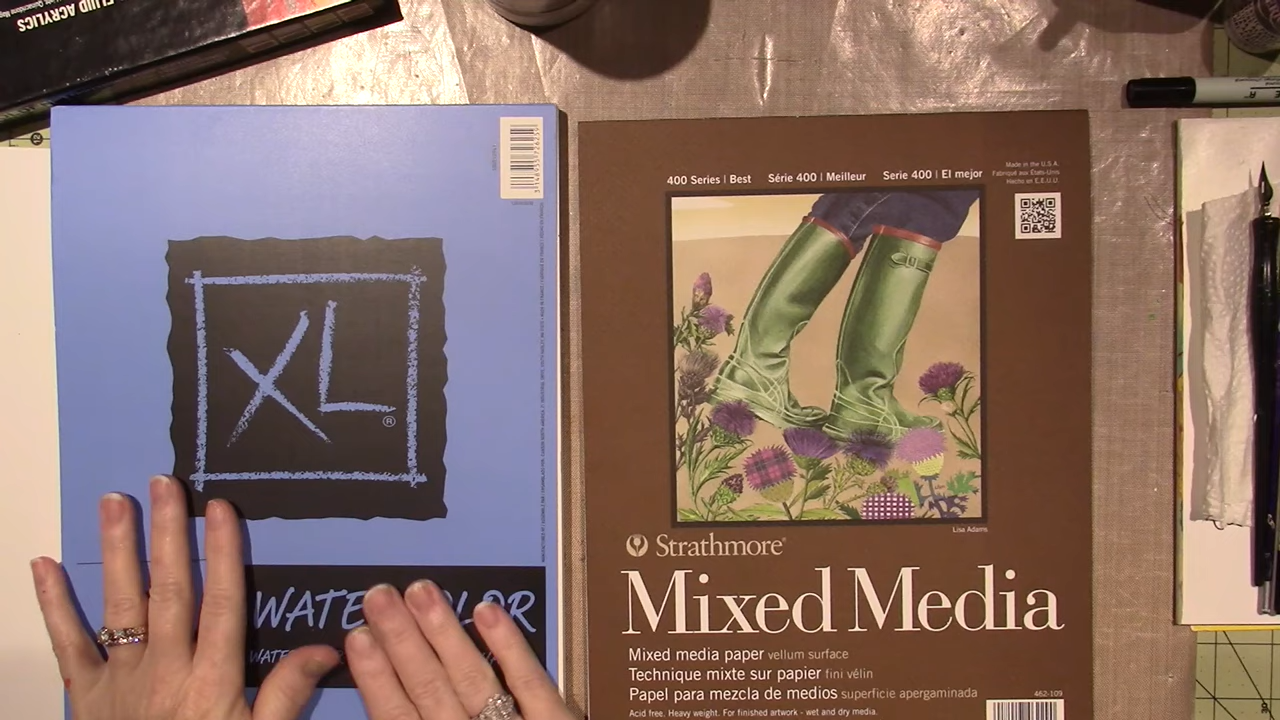 FLUID ACRYLICS
XL®
WATE OLOR
400 Series | Best Série 400 | Meilleur Serie 400 | El mejor
Made in the U.S.A.
Fabriqué aux États-Unis
Hecho en E.E.U.U.
Lisa Adams
Strathmore®
Mixed Media
Mixed media paper vellum surface
Technique mixte sur papier fini vélin
Papel para mezcla de medios superficie apergaminada
462-109
Acid free. Heavy weight. For finished artwork - wet and dry media.